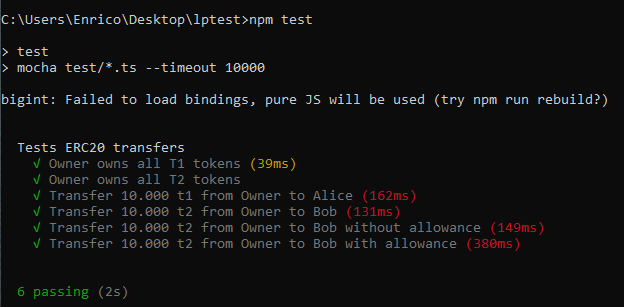 C:\Users\Enrico\Desktop\lptest>npm test
> test
> mocha test/*.ts --timeout 10000
bigint: Failed to load bindings, pure JS will be used (try npm run rebuild?)
Tests ERC20 transfers
√ Owner owns all T1 tokens (39ms)
√ Owner owns all T2 tokens
√ Transfer 10.000 t1 from Owner to Alice (162ms)
√ Transfer 10.000 t2 from Owner to Bob (131ms)
√ Transfer 10.000 t2 from Owner to Bob without allowance (149ms)
√ Transfer 10.000 t2 from Owner to Bob with allowance (380ms)
6 passing (2s)